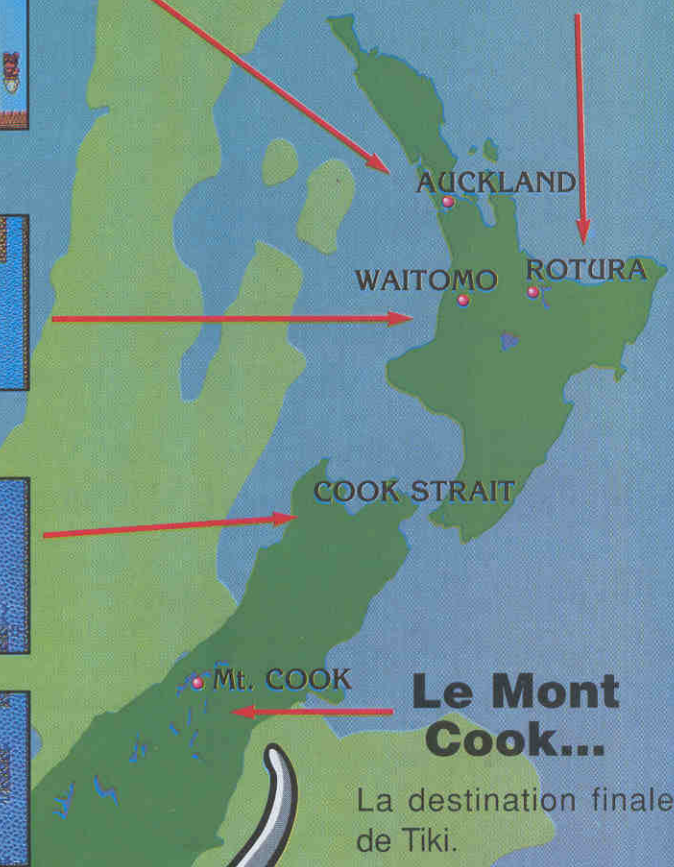 AUCKLAND
WAITOMO
ROTURA
COOK STRAIT
Mt. COOK
Le Mont
Cook...
La destination finale
de Tiki.